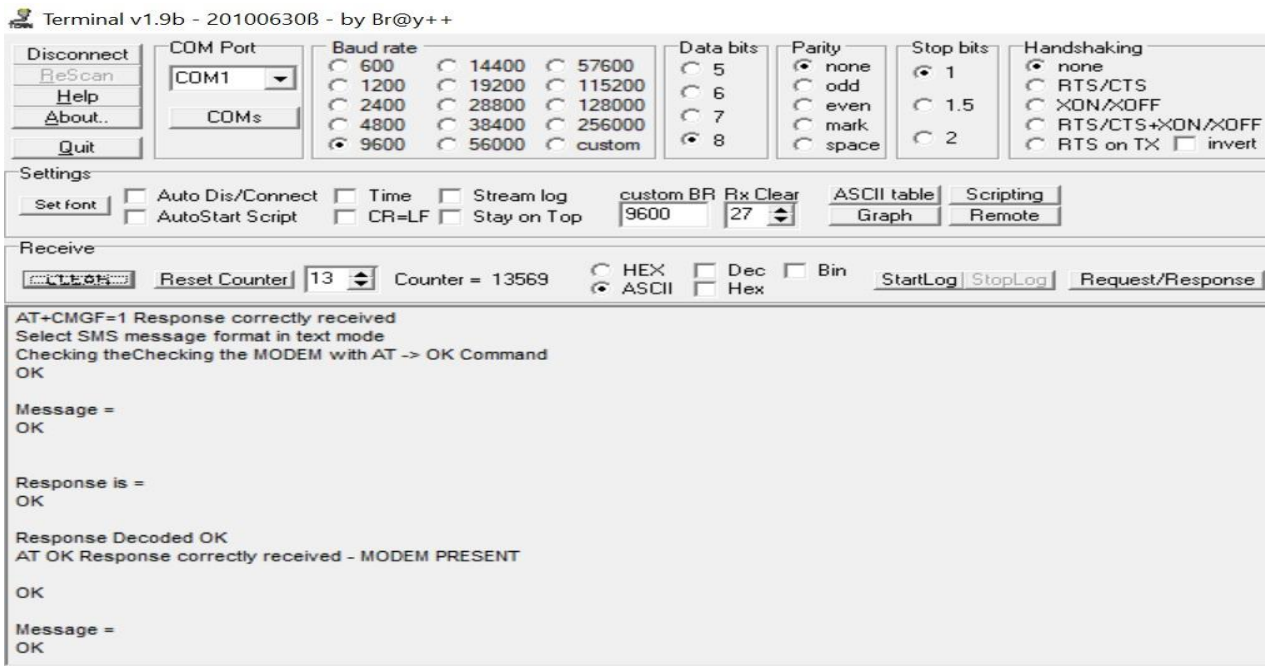 Terminal v1.9b - 20100630ß - by Br@y++
Disconnect
ReScan
Help
About..
Quit
COM Port
COM1
COMs
Baud rate
600 14400 57600
1200 19200 115200
2400 28800 128000
4800 38400 256000
9600 56000 custom
Data bits
5
6
7
8
Parity
none
odd
even
mark
space
Stop bits
1
1.5
2
Handshaking
none
RTS/CTS
XON/XOFF
RTS/CTS+XON/XOFF
RTS on TX invert
Settings
Set font
Auto Dis/Connect Time Stream log
AutoStart Script CR=LF Stay on Top
custom BR Rx Clear
9600 27
ASCII table Scripting
Graph Remote
Receive
CLEAR Reset Counter 13 Counter = 13569
HEX Dec Bin
ASCII Hex
StartLog StopLog Request/Response
AT+CMGF=1 Response correctly received
Select SMS message format in text mode
Checking theChecking the MODEM with AT -> OK Command
OK
Message =
OK
Response is =
OK
Response Decoded OK
AT OK Response correctly received - MODEM PRESENT
OK
Message =
OK